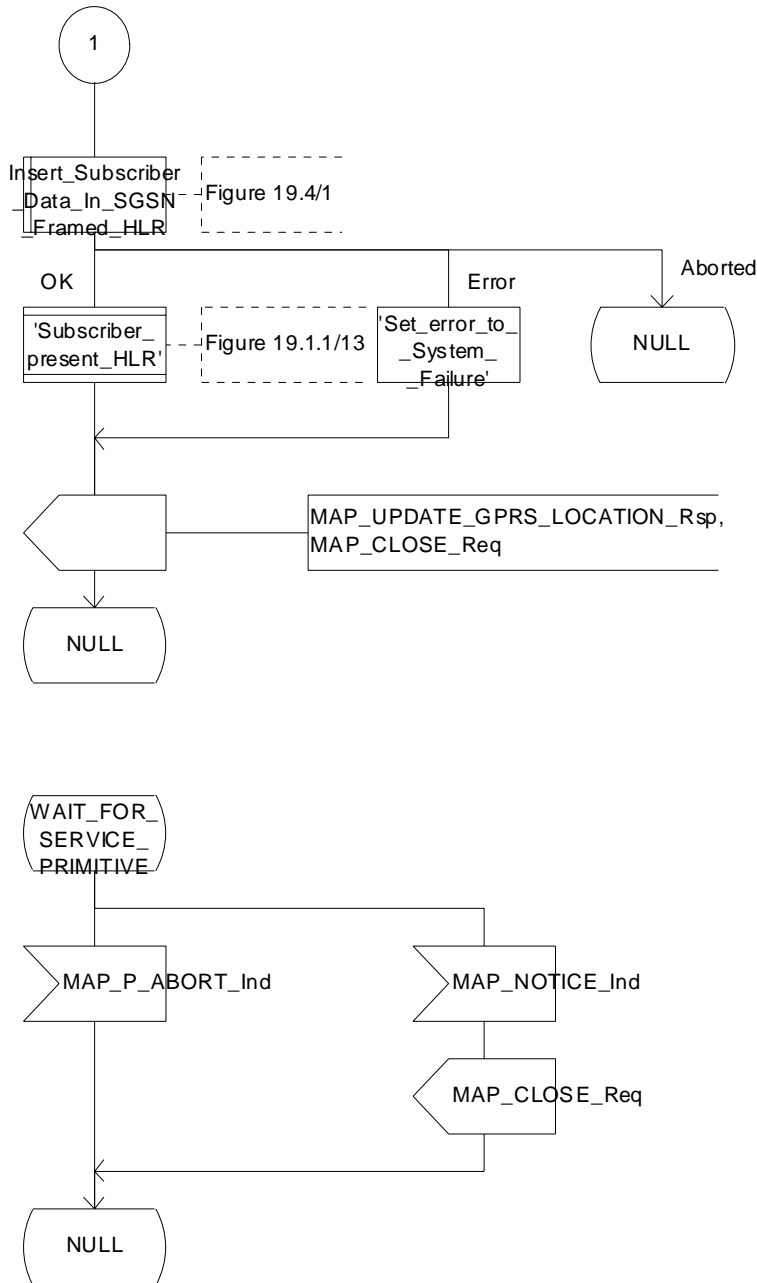 1
Insert_Subscriber
_Data_In_SGSN
_Framed_HLR
Figure 19.4/1
OK
Error
Aborted
'Subscriber_
present_HLR'
Figure 19.1.1/13
'Set_error_to_
_System_
_Failure'
NULL
MAP_UPDATE_GPRS_LOCATION_Rsp,
MAP_CLOSE_Req
NULL
WAIT_FOR_
SERVICE_
PRIMITIVE
MAP_P_ABORT_Ind
MAP_NOTICE_Ind
MAP_CLOSE_Req
NULL